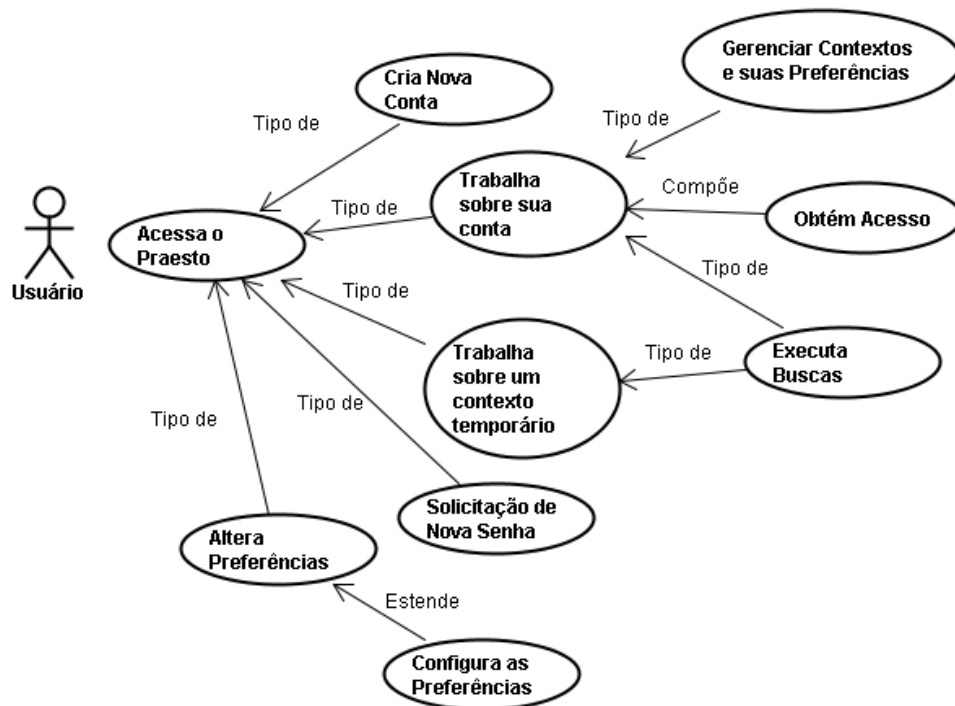 Gerenciar Contextos
e suas Preferências
Cria Nova
Conta
Tipo de
Tipo de
Trabalha
sobre sua
conta
Compõe
Obtém Acesso
Tipo de
Acessa o
Praesto
Usuário
Tipo de
Tipo de
Trabalha
sobre um
contexto
temporário
Tipo de
Executa
Buscas
Tipo de
Tipo de
Solicitação de
Nova Senha
Altera
Preferências
Estende
Configura as
Preferências